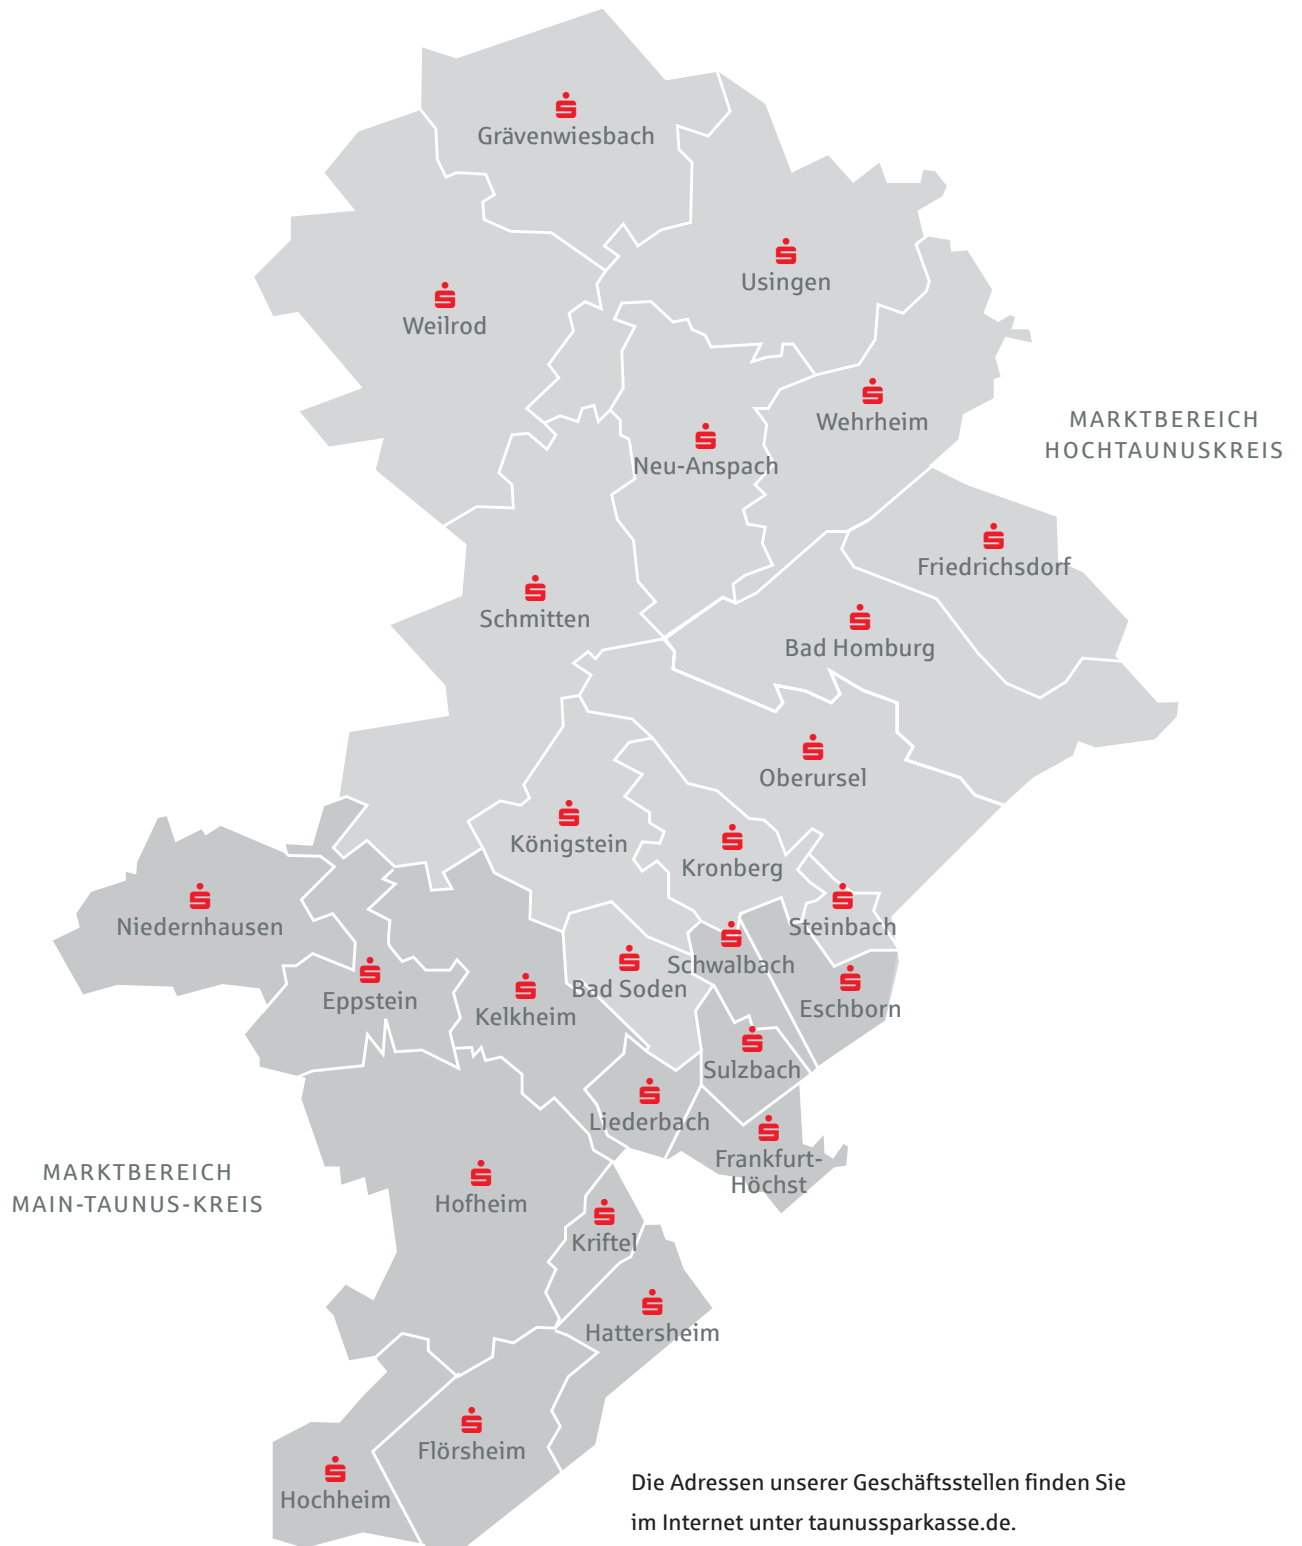 Grävenwiesbach
Usingen
Weilrod
Wehrheim
MARKTBEREICH
HOCHTAUNUSKREIS
Neu-Anspach
Friedrichsdorf
Schmitten
Bad Homburg
Oberursel
Königstein
Kronberg
Niedernhausen
Steinbach
Schwalbach
Bad Soden
Eppstein
Eschborn
Kelkheim
Sulzbach
Liederbach
Frankfurt-
Höchst
MARKTBEREICH
MAIN-TAUNUS-KREIS
Hofheim
Kriftel
Hattersheim
Flörsheim
Hochheim
Die Adressen unserer Geschäftsstellen finden Sie
im Internet unter taunussparkasse.de.